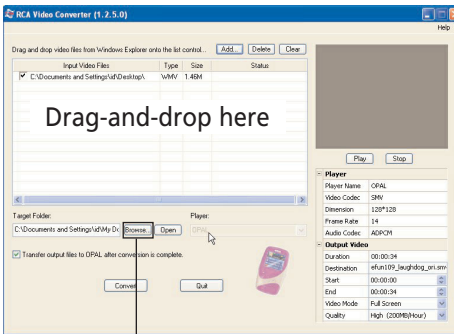 RCA Video Converter (1.2.5.0)
Help
Drag and drop video files from Windows Explorer onto the list control...
Add...
Delete
Clear
Input Video Files
Type
Size
Status
C:\Documents and Settings\id\Desktop\
WMV
1.46M
Drag-and-drop here
Play
Stop
Player
Player Name
OPAL
Video Codec
SMV
Dimension
128*128
Frame Rate
14
Audio Codec
ADPCM
Target Folder:
Player:
C:\Documents and Settings\id\My Do
Browse...
Open
OPAL
Output Video
Duration
00:00:34
Destination
efun109_laughdog_ori.smv
Start
00:00:00
End
00:00:34
Video Mode
Full Screen
Quality
High (200MB/Hour)
Transfer output files to OPAL after conversion is complete.
Convert
Quit